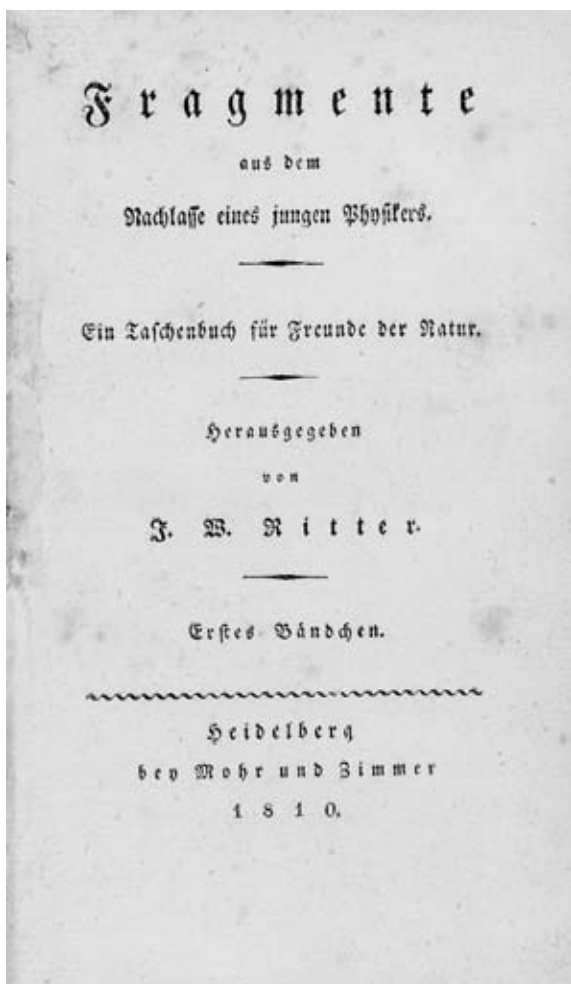 Fragmente
aus dem
Nachlasse eines jungen Physikers.
Ein Taschenbuch für Freunde der Natur.
Herausgegeben
von
J. W. Ritter.
Erstes Bändchen.
Heidelberg
bey Mohr und Zimmer
1810.